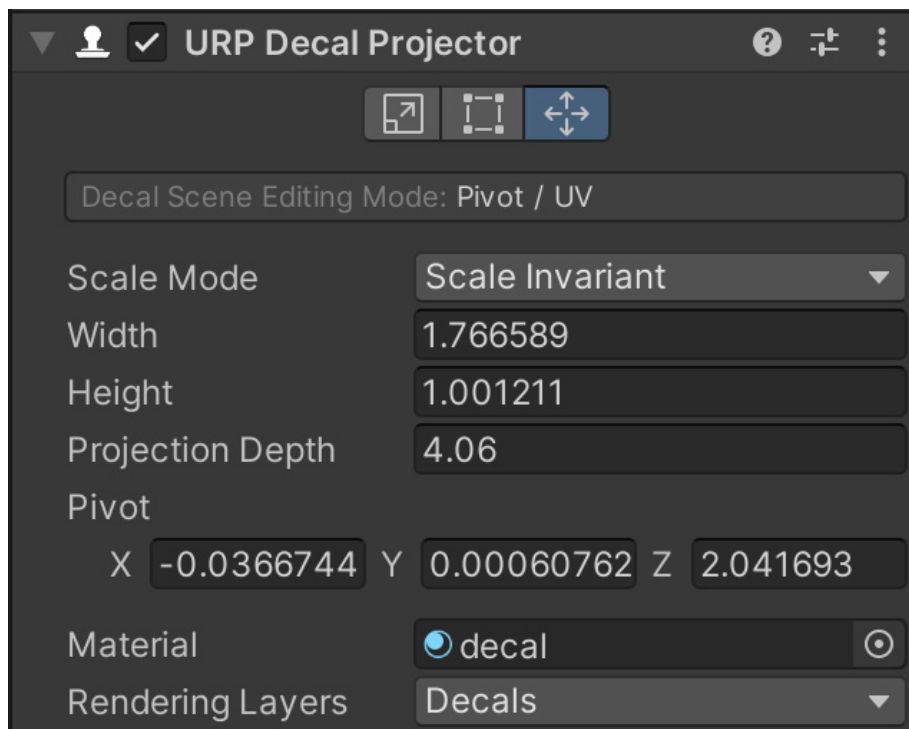 URP Decal Projector
Decal Scene Editing Mode: Pivot / UV
Scale Mode Scale Invariant
Width 1.766589
Height 1.001211
Projection Depth 4.06
Pivot
X -0.0366744 Y 0.00060762 Z 2.041693
Material decal
Rendering Layers Decals